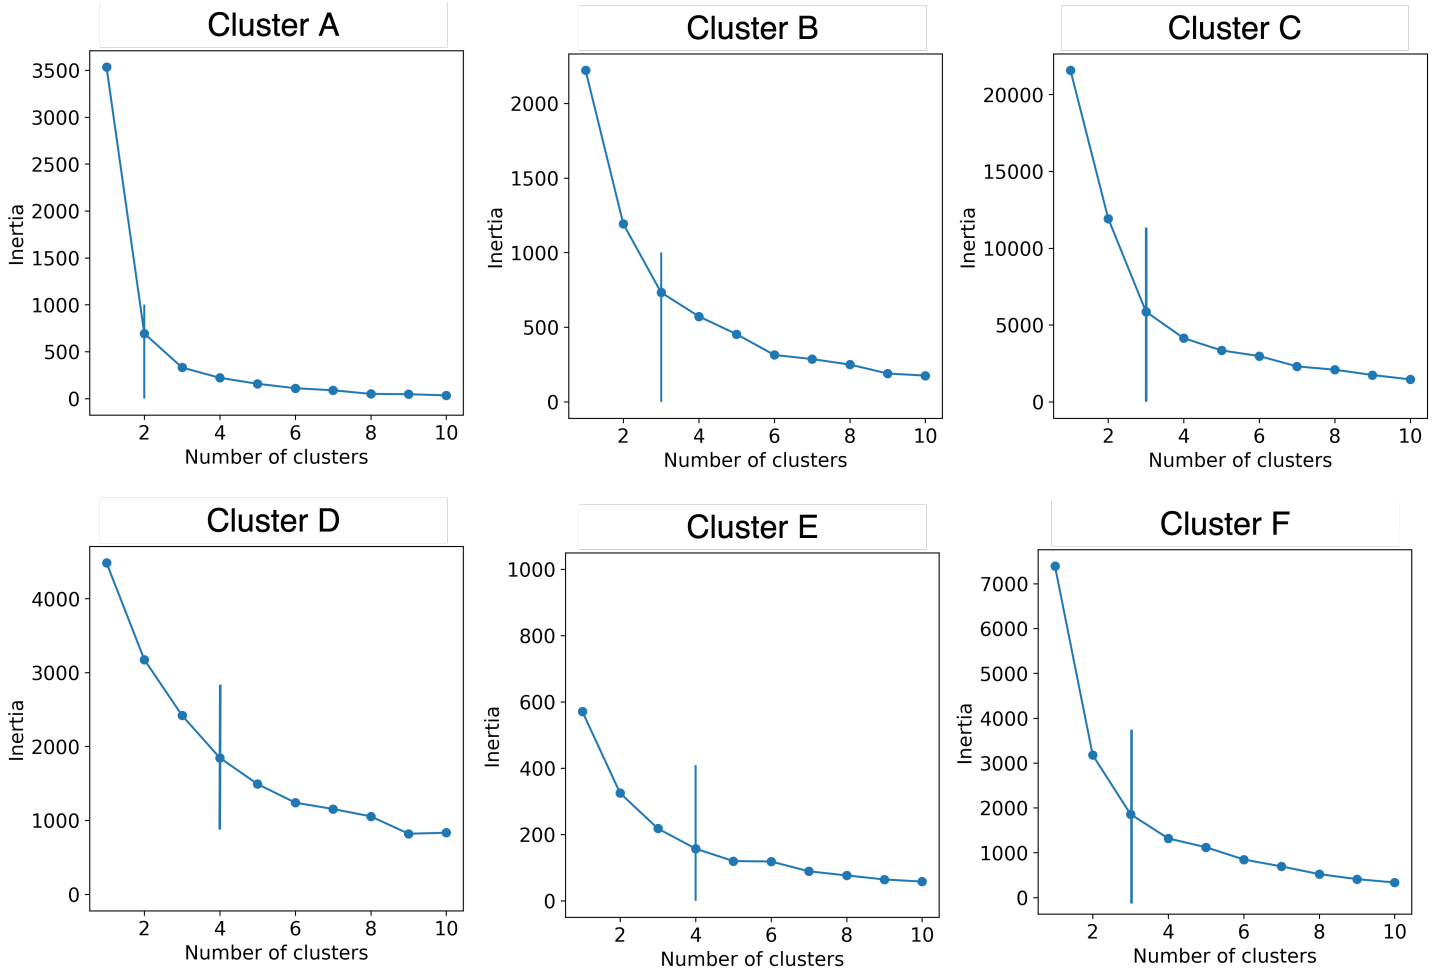 Cluster A
3500
3000
2500
2000
1500
1000
500
0
Inertia
2 4 6 8 10
Number of clusters
Cluster B
2000
1500
1000
500
0
Inertia
2 4 6 8 10
Number of clusters
Cluster C
20000
15000
10000
5000
0
Inertia
2 4 6 8 10
Number of clusters
Cluster D
4000
3000
2000
1000
0
Inertia
2 4 6 8 10
Number of clusters
Cluster E
1000
800
600
400
200
0
Inertia
2 4 6 8 10
Number of clusters
Cluster F
7000
6000
5000
4000
3000
2000
1000
0
Inertia
2 4 6 8 10
Number of clusters